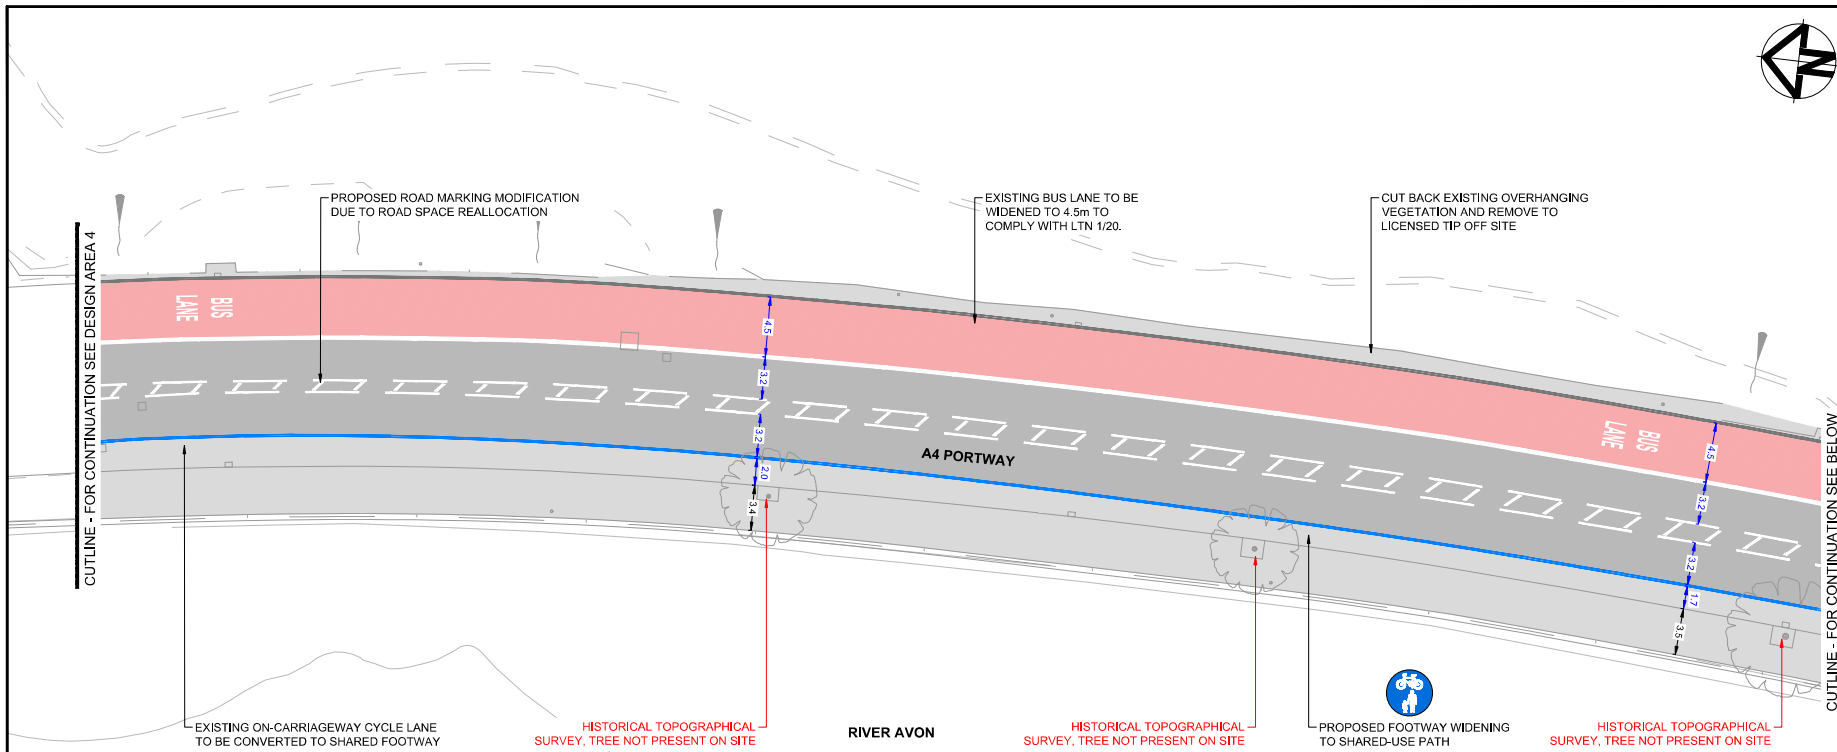 N
PROPOSED ROAD MARKING MODIFICATION
DUE TO ROAD SPACE REALLOCATION
EXISTING BUS LANE TO BE
WIDENED TO 4.5m TO
COMPLY WITH LTN 1/20.
CUT BACK EXISTING OVERHANGING
VEGETATION AND REMOVE TO
LICENSED TIP OFF SITE
CUTLINE - FOR CONTINUATION SEE DESIGN AREA 4
BUS
LANE
4.5
3.2
3.2
2.0
3.4
A4 PORTWAY
BUS
LANE
4.5
3.2
3.2
1.7
3.5
CUTLINE - FOR CONTINUATION SEE BELOW
EXISTING ON-CARRIAGEWAY CYCLE LANE
TO BE CONVERTED TO SHARED FOOTWAY
HISTORICAL TOPOGRAPHICAL
SURVEY, TREE NOT PRESENT ON SITE
RIVER AVON
HISTORICAL TOPOGRAPHICAL
SURVEY, TREE NOT PRESENT ON SITE
PROPOSED FOOTWAY WIDENING
TO SHARED-USE PATH
HISTORICAL TOPOGRAPHICAL
SURVEY, TREE NOT PRESENT ON SITE